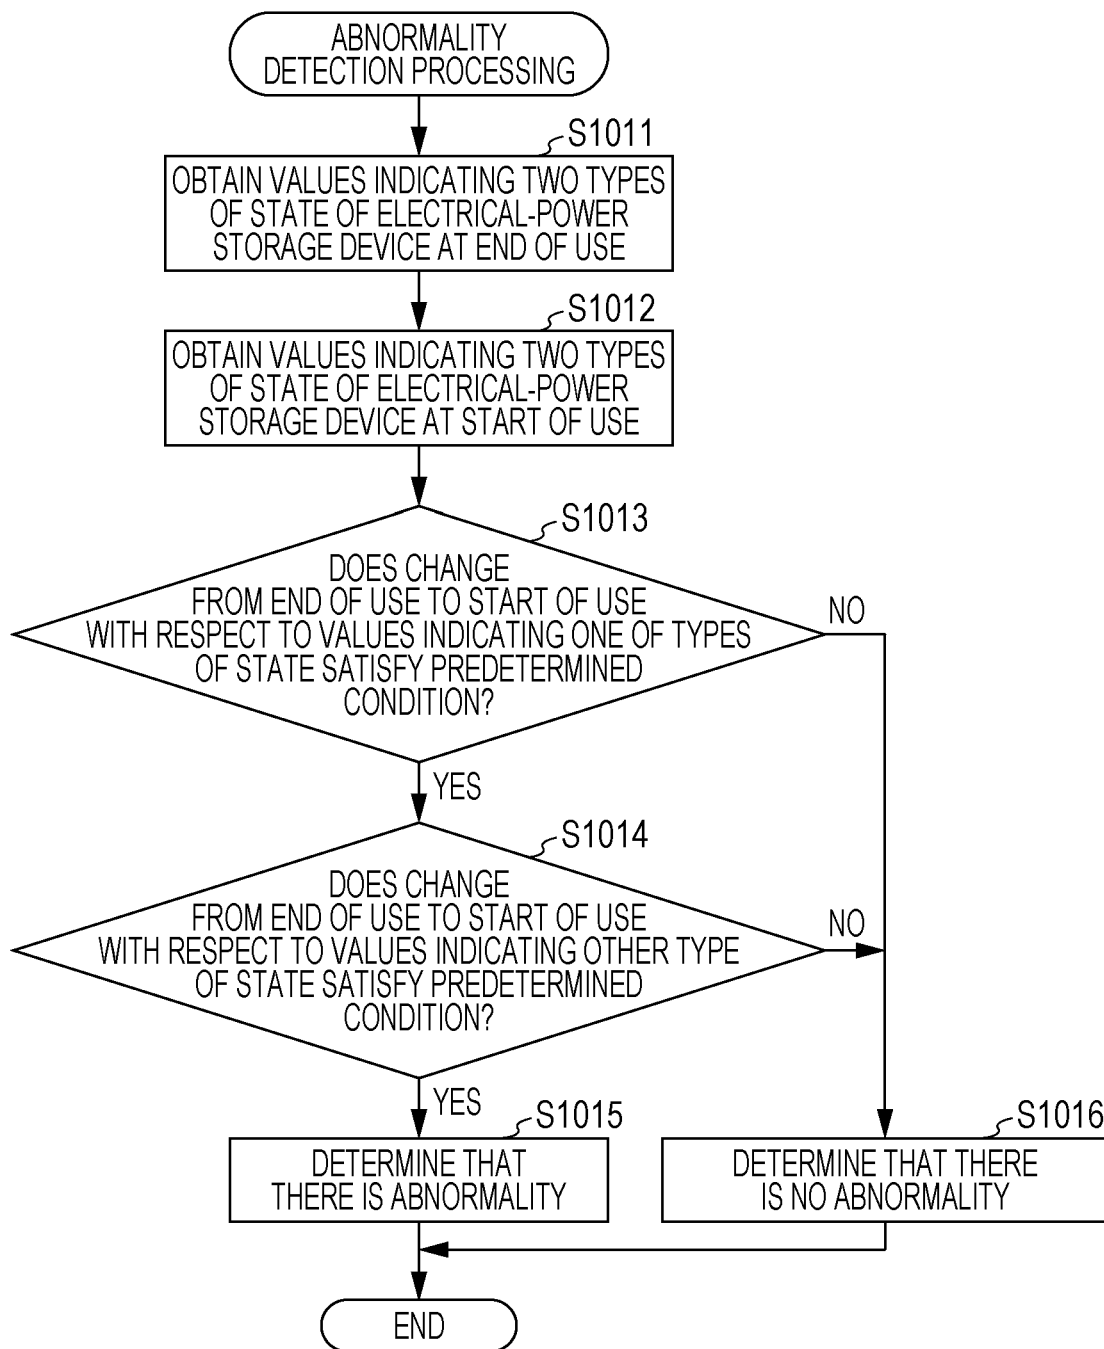 ABNORMALITY
DETECTION PROCESSING
S1011
OBTAIN VALUES INDICATING TWO TYPES
OF STATE OF ELECTRICAL-POWER
STORAGE DEVICE AT END OF USE
S1012
OBTAIN VALUES INDICATING TWO TYPES
OF STATE OF ELECTRICAL-POWER
STORAGE DEVICE AT START OF USE
S1013
DOES CHANGE
FROM END OF USE TO START OF USE
WITH RESPECT TO VALUES INDICATING ONE OF TYPES
OF STATE SATISFY PREDETERMINED
CONDITION?
NO
YES
S1014
DOES CHANGE
FROM END OF USE TO START OF USE
WITH RESPECT TO VALUES INDICATING OTHER TYPE
OF STATE SATISFY PREDETERMINED
CONDITION?
NO
YES
S1015
DETERMINE THAT
THERE IS ABNORMALITY
S1016
DETERMINE THAT THERE
IS NO ABNORMALITY
END